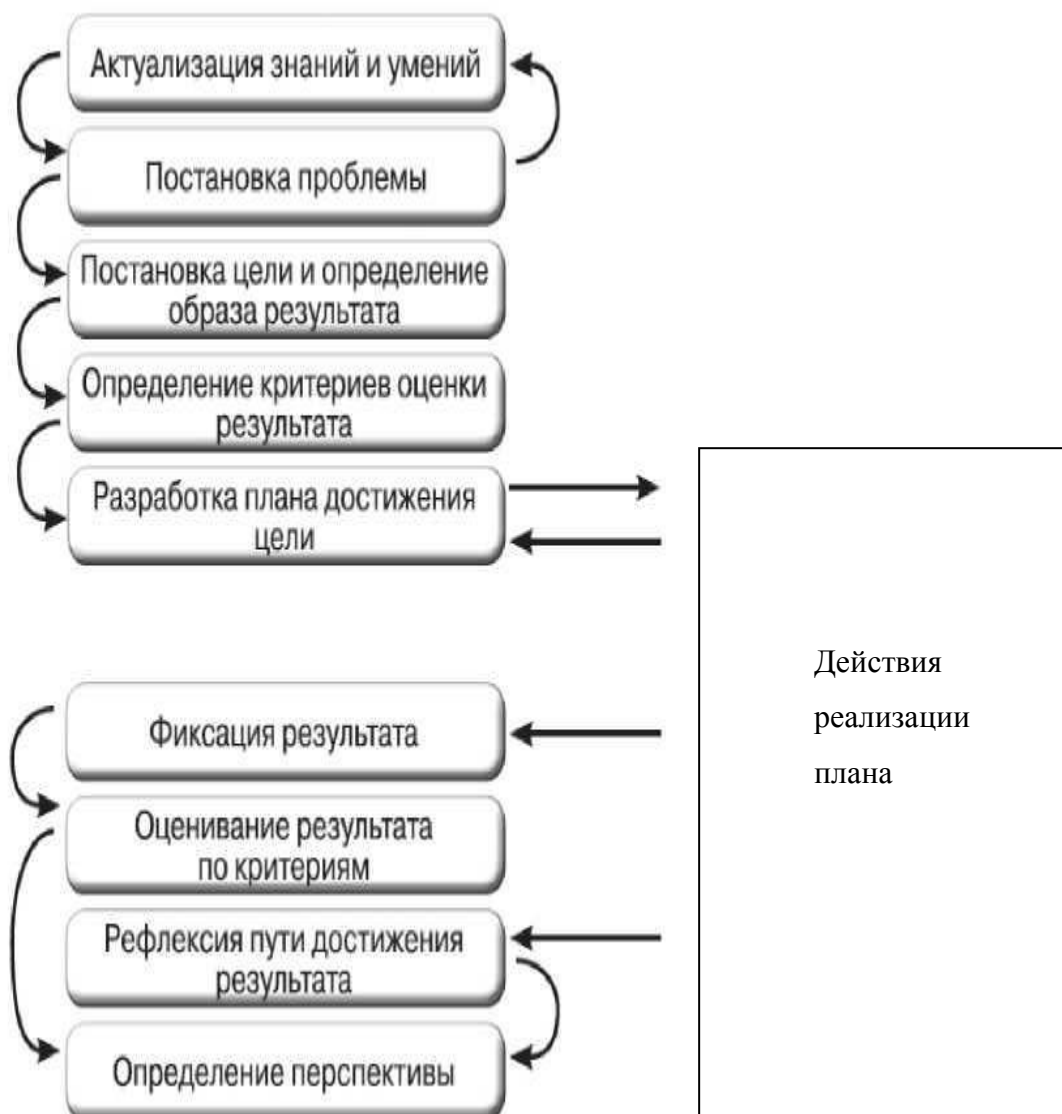 Актуализация знаний и умений
Постановка проблемы
Постановка цели и определение
образа результата
Определение критериев оценки
результата
Разработка плана достижения
цели
Действия
реализации
плана
Фиксация результата
Оценивание результата
по критериям
Рефлексия пути достижения
результата
Определение перспективы